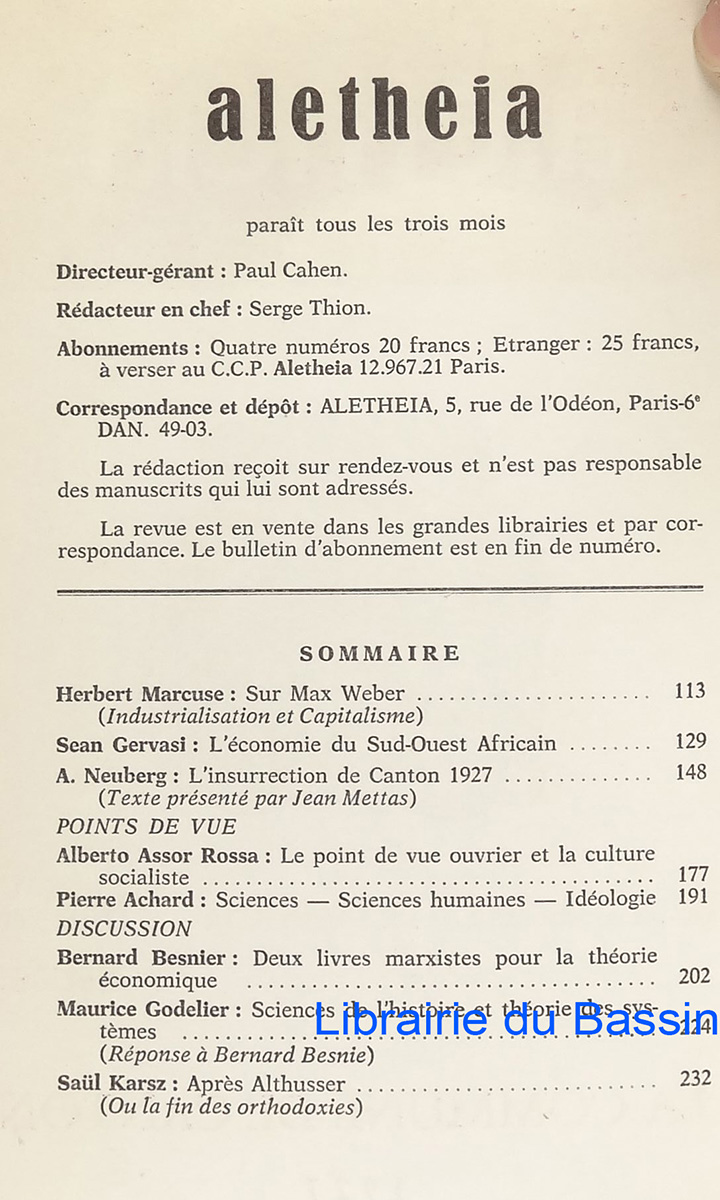 aletheia
paraît tous les trois mois
Directeur-gérant : Paul Cahen.
Rédacteur en chef : Serge Thion.
Abonnements : Quatre numéros 20 francs ; Etranger : 25 francs,
à verser au C.C.P. Aletheia 12.967.21 Paris.
Correspondance et dépôt : ALETHEIA, 5, rue de l'Odéon, Paris-6e
DAN. 49-03.
La rédaction reçoit sur rendez-vous et n'est pas responsable
des manuscrits qui lui sont adressés.
La revue est en vente dans les grandes librairies et par cor-
respondance. Le bulletin d'abonnement est en fin de numéro.
SOMMAIRE
Herbert Marcuse : Sur Max Weber ...................... 113
(Industrialisation et Capitalisme)
Sean Gervasi : L'économie du Sud-Ouest Africain ........ 129
A. Neuberg : L'insurrection de Canton 1927 .............. 148
(Texte présenté par Jean Mettas)
POINTS DE VUE
Alberto Assor Rossa : Le point de vue ouvrier et la culture
socialiste .......................................... 177
Pierre Achard : Sciences — Sciences humaines — Idéologie 191
DISCUSSION
Bernard Besnier : Deux livres marxistes pour la théorie
économique ...................................... 202
Maurice Godelier : Sciences de l'histoire et théorie des sys-
tèmes ............................................ 224
Librairie du Bassin
(Réponse à Bernard Besnie)
Saül Karsz : Après Althusser ............................ 232
(Ou la fin des orthodoxies)